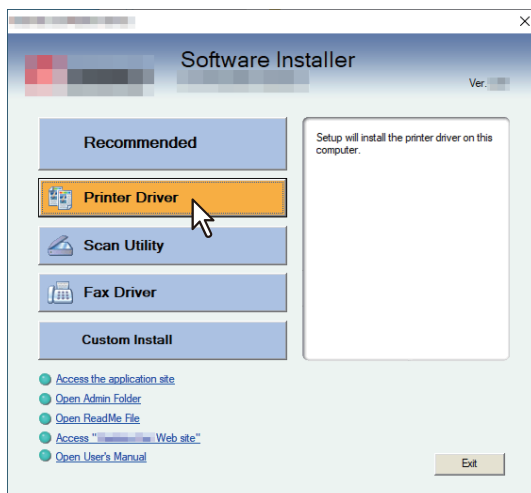 Software Installer
Ver.
Recommended
Setup will install the printer driver on this
computer.
Printer Driver
Scan Utility
Fax Driver
Custom Install
Access the application site
Open Admin Folder
Open ReadMe File
Access " Web site"
Open User's Manual
Exit